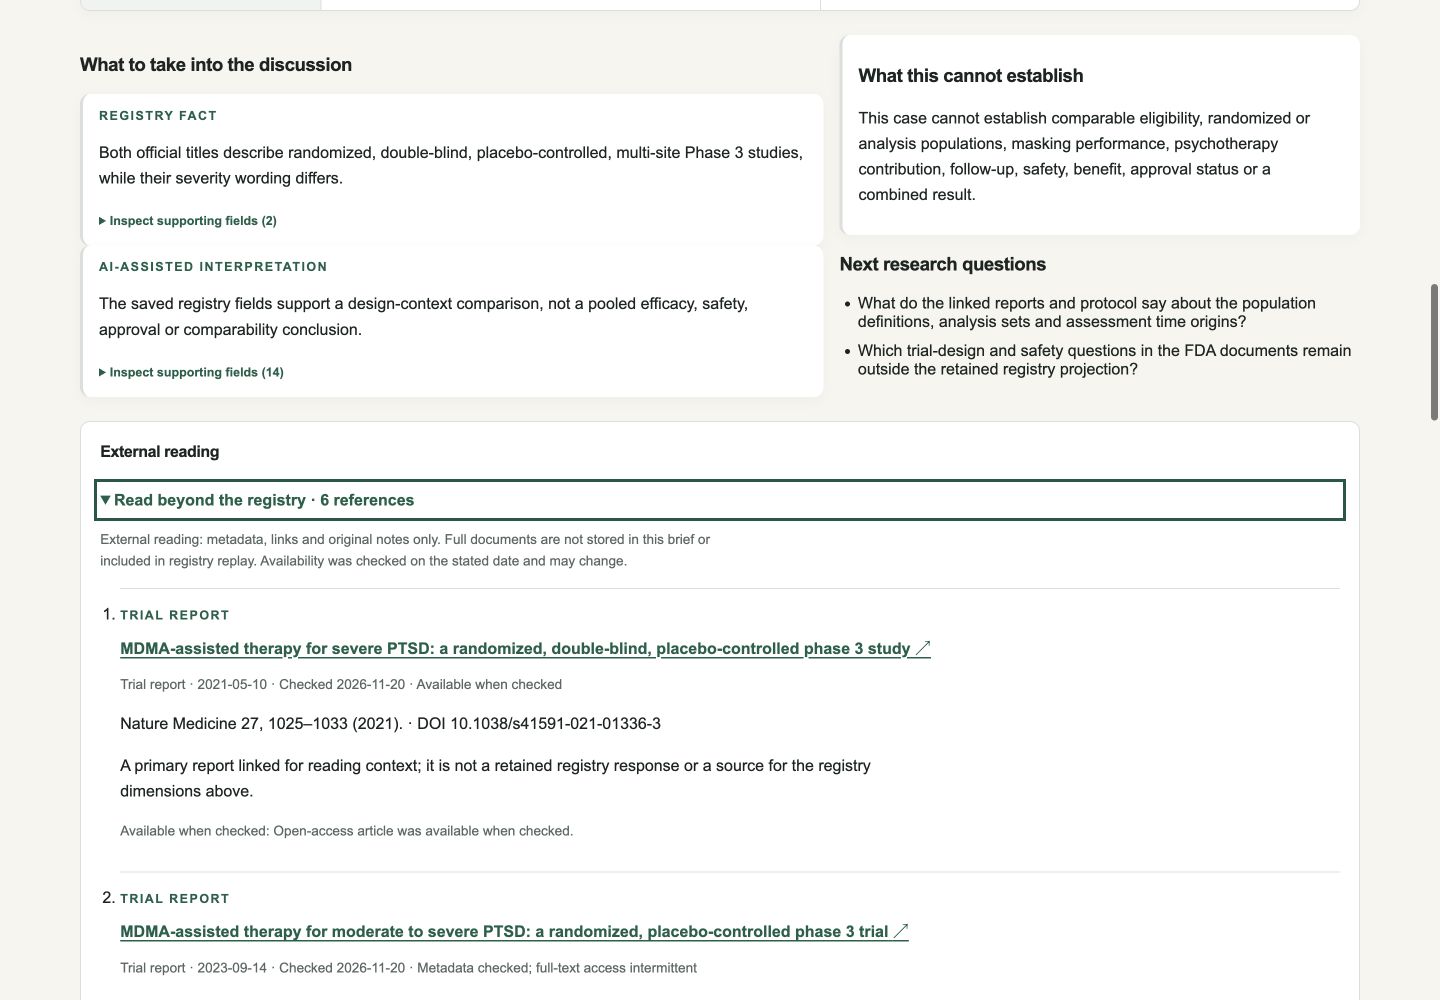 What to take into the discussion
REGISTRY FACT
Both official titles describe randomized, double-blind, placebo-controlled, multi-site Phase 3 studies,
while their severity wording differs.
Inspect supporting fields (2)
AI-ASSISTED INTERPRETATION
The saved registry fields support a design-context comparison, not a pooled efficacy, safety,
approval or comparability conclusion.
Inspect supporting fields (14)
What this cannot establish
This case cannot establish comparable eligibility, randomized or
analysis populations, masking performance, psychotherapy
contribution, follow-up, safety, benefit, approval status or a
combined result.
Next research questions
• What do the linked reports and protocol say about the population
definitions, analysis sets and assessment time origins?
• Which trial-design and safety questions in the FDA documents remain
outside the retained registry projection?
External reading
Read beyond the registry · 6 references
External reading: metadata, links and original notes only. Full documents are not stored in this brief or
included in registry replay. Availability was checked on the stated date and may change.
1. TRIAL REPORT
MDMA-assisted therapy for severe PTSD: a randomized, double-blind, placebo-controlled phase 3 study ↗
Trial report · 2021-05-10 · Checked 2026-11-20 · Available when checked
Nature Medicine 27, 1025–1033 (2021). · DOI 10.1038/s41591-021-01336-3
A primary report linked for reading context; it is not a retained registry response or a source for the registry
dimensions above.
Available when checked: Open-access article was available when checked.
2. TRIAL REPORT
MDMA-assisted therapy for moderate to severe PTSD: a randomized, placebo-controlled phase 3 trial ↗
Trial report · 2023-09-14 · Checked 2026-11-20 · Metadata checked; full-text access intermittent